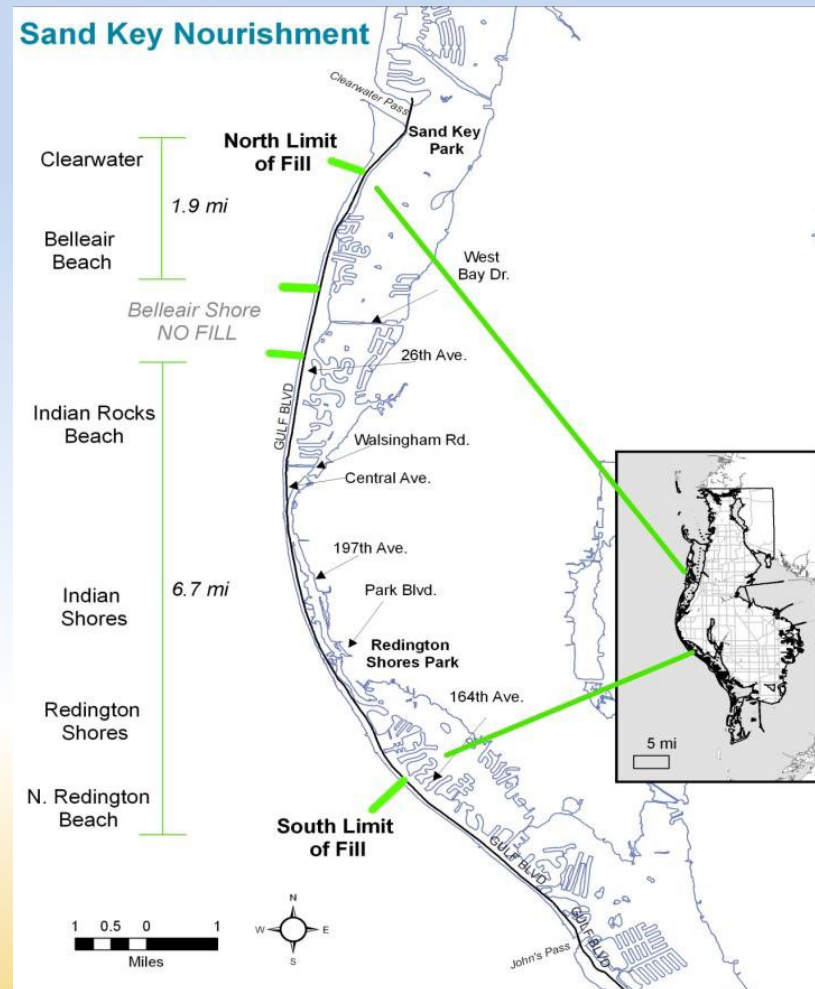 Sand Key Nourishment
Clearwater Pass
Sand Key
Park
North Limit
of Fill
Clearwater
1.9 mi
Belleair
Beach
West
Bay Dr.
Belleair Shore
NO FILL
26th Ave.
GULF BLVD
Indian Rocks
Beach
Walsingham Rd.
Central Ave.
197th Ave.
6.7 mi
Park Blvd.
Indian
Shores
Redington
Shores Park
164th Ave.
Redington
Shores
5 mi
N. Redington
Beach
South Limit
of Fill
GULF BLVD
GULF BLVD
John's Pass
N
W E
S
1 0.5 0 1
Miles